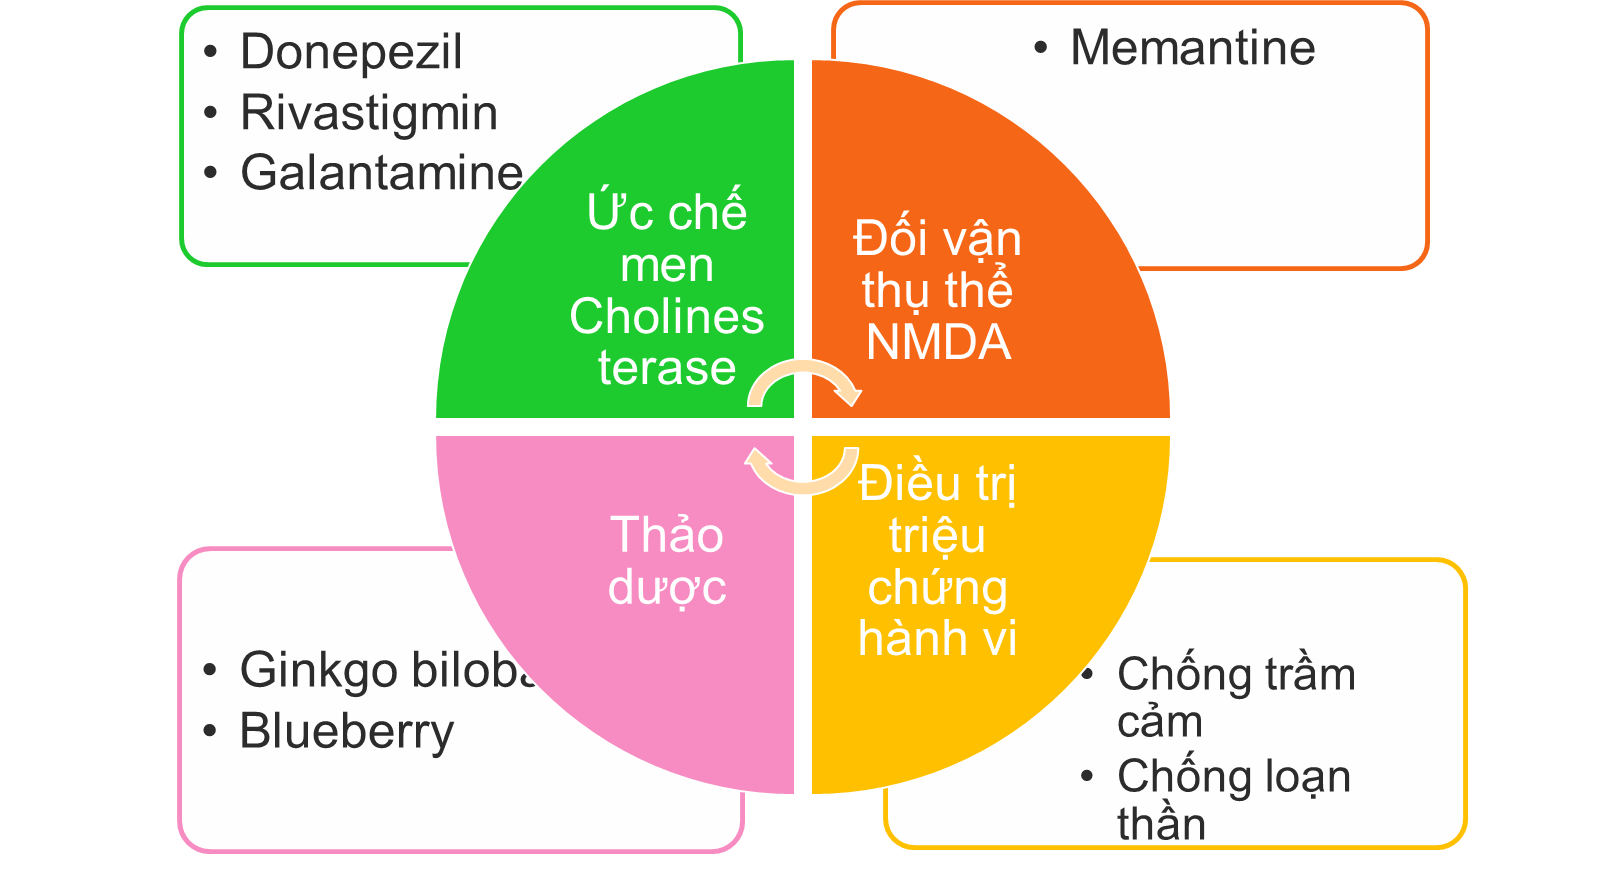 • Donepezil
• Rivastigmin
• Galantamine
Ức chế
men
Cholines
terase
• Memantine
Đối vận
thụ thể
NMDA
Thảo
dược
• Ginkgo biloba
• Blueberry
Điều trị
triệu
chứng
hành vi
• Chống trầm
cảm
• Chống loạn
thần